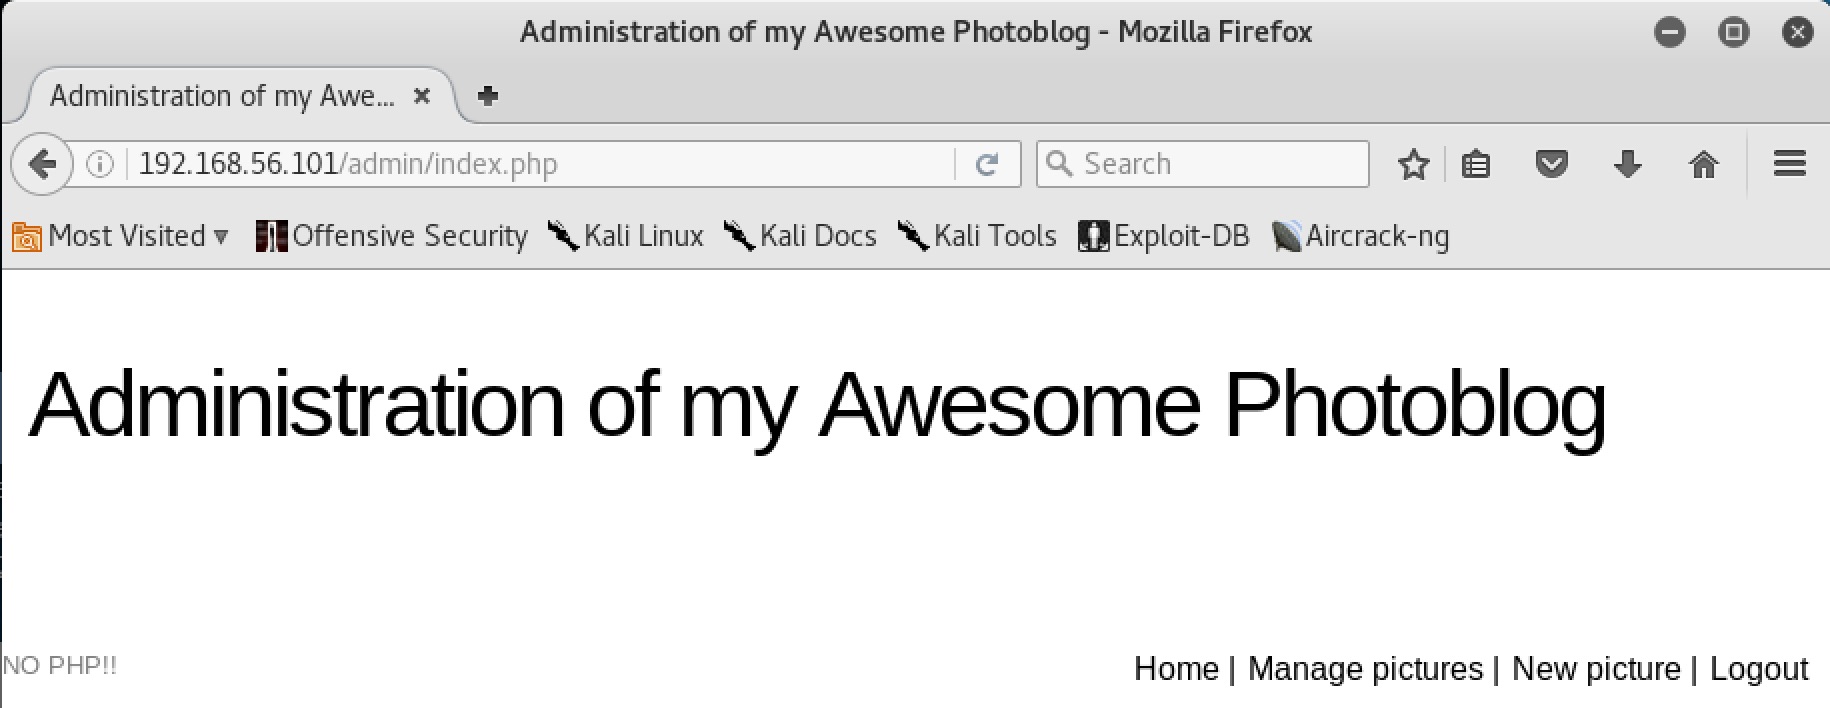 Administration of my Awesome Photoblog - Mozilla Firefox
Administration of my Awe...
192.168.56.101/admin/index.php
Search
Most Visited Offensive Security Kali Linux Kali Docs Kali Tools Exploit-DB Aircrack-ng
Administration of my Awesome Photoblog
NO PHP!!
Home | Manage pictures | New picture | Logout